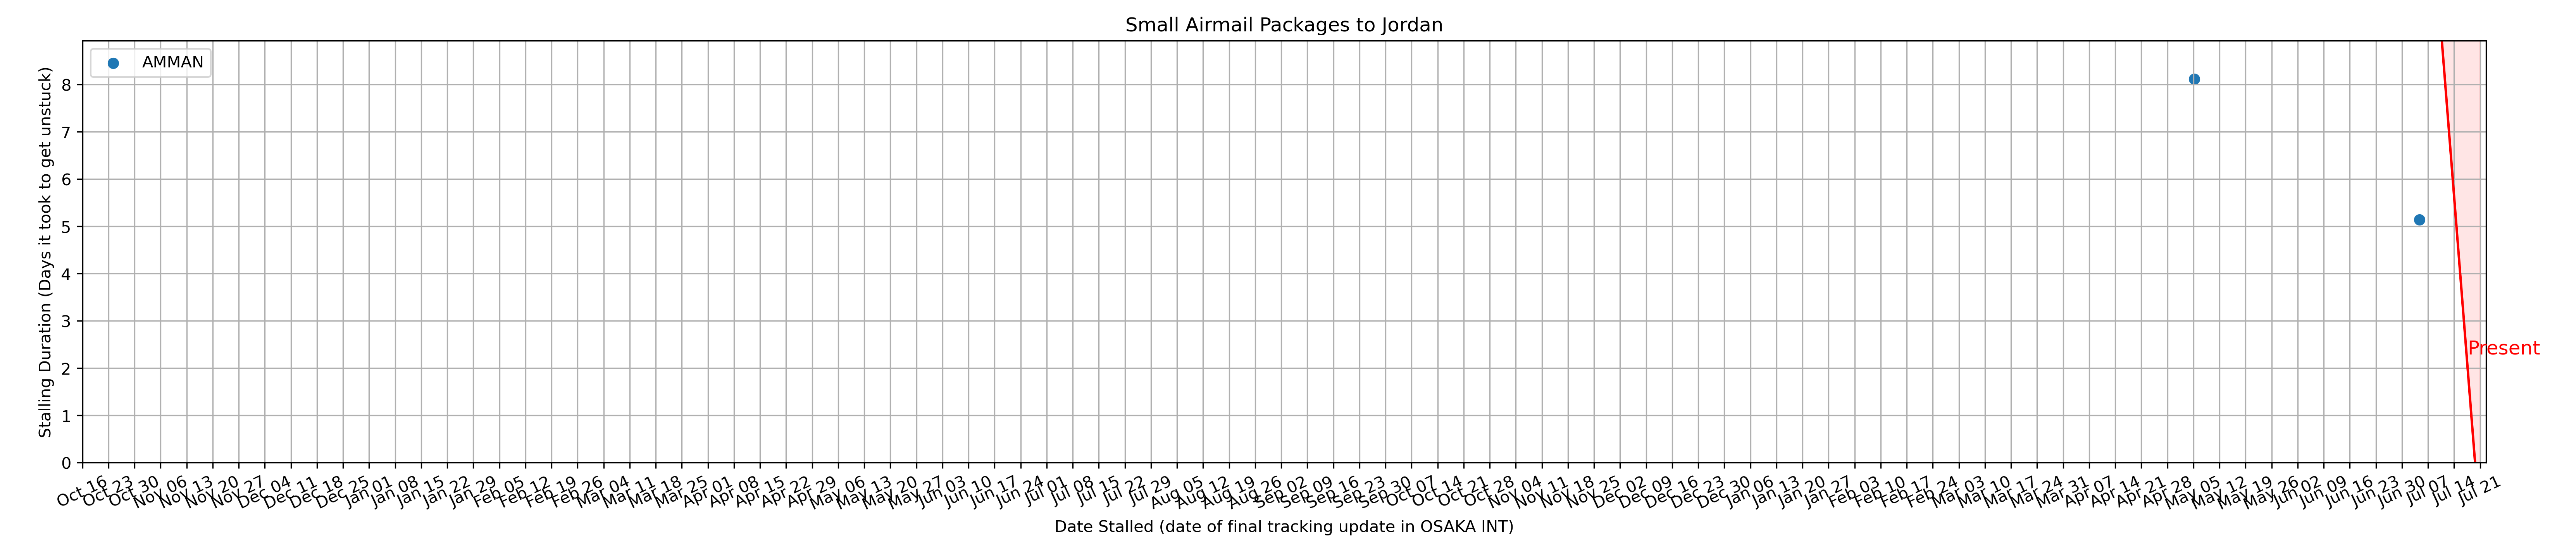 Small Airmail Packages to Jordan
AMMAN
Stalling Duration (Days it took to get unstuck)
8
7
6
5
4
3
2
1
0
Present
Oct 16
Oct 23
Oct 30
Nov 06
Nov 13
Nov 20
Nov 27
Dec 04
Dec 11
Dec 18
Dec 25
Jan 01
Jan 08
Jan 15
Jan 22
Jan 29
Feb 05
Feb 12
Feb 19
Feb 26
Mar 04
Mar 11
Mar 18
Mar 25
Apr 01
Apr 08
Apr 15
Apr 22
Apr 29
May 06
May 13
May 20
May 27
Jun 03
Jun 10
Jun 17
Jun 24
Jul 01
Jul 08
Jul 15
Jul 22
Jul 29
Aug 05
Aug 12
Aug 19
Aug 26
Sep 02
Sep 09
Sep 16
Sep 23
Sep 30
Oct 07
Oct 14
Oct 21
Oct 28
Nov 04
Nov 11
Nov 18
Nov 25
Dec 02
Dec 09
Dec 16
Dec 23
Dec 30
Jan 06
Jan 13
Jan 20
Jan 27
Feb 03
Feb 10
Feb 17
Feb 24
Mar 03
Mar 10
Mar 17
Mar 24
Mar 31
Apr 07
Apr 14
Apr 21
Apr 28
May 05
May 12
May 19
May 26
Jun 02
Jun 09
Jun 16
Jun 23
Jun 30
Jul 07
Jul 14
Jul 21
Date Stalled (date of final tracking update in OSAKA INT)